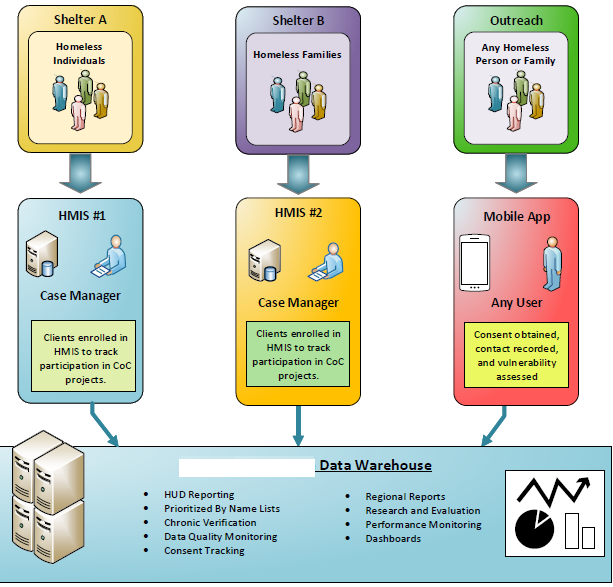 Shelter A
Homeless
Individuals
Shelter B
Homeless Families
Outreach
Any Homeless
Person or Family
HMIS #1
Case Manager
Clients enrolled in
HMIS to track
participation in CoC
projects.
HMIS #2
Case Manager
Clients enrolled in
HMIS to track
participation in CoC
projects.
Mobile App
Any User
Consent obtained,
contact recorded,
and vulnerability
assessed
Data Warehouse
• HUD Reporting
• Prioritized By Name Lists
• Chronic Verification
• Data Quality Monitoring
• Consent Tracking
• Regional Reports
• Research and Evaluation
• Performance Monitoring
• Dashboards